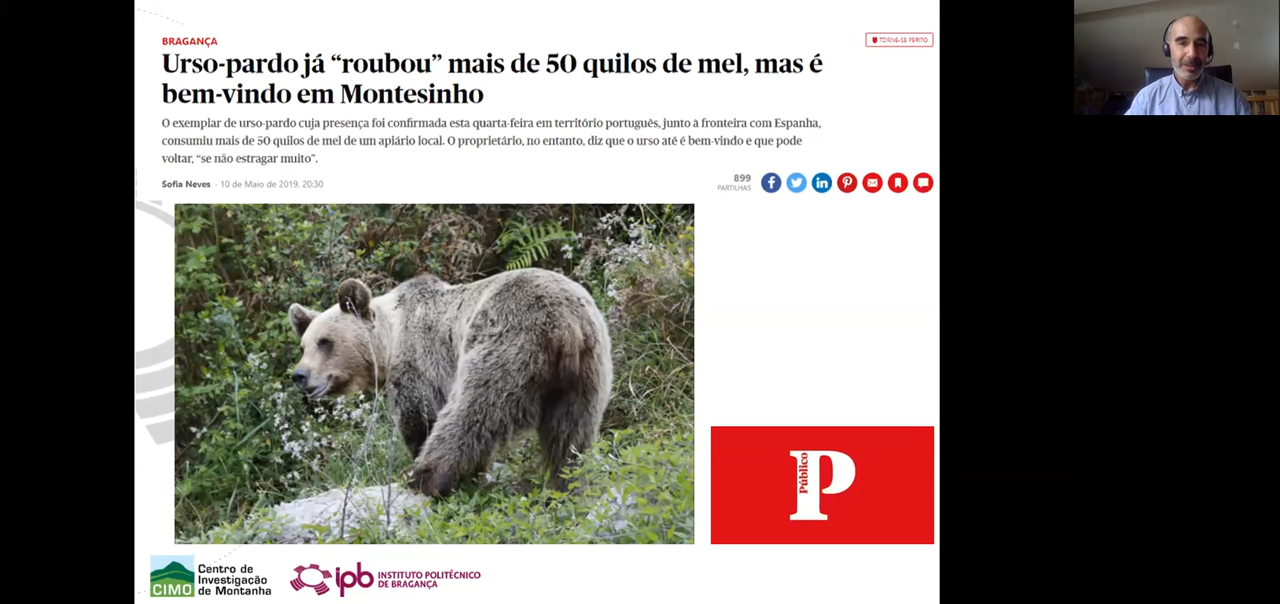 BRAGANÇA
TORNE-SE PERITO
Urso-pardo já “roubou” mais de 50 quilos de mel, mas é
bem-vindo em Montesinho
O exemplar de urso-pardo cuja presença foi confirmada esta quarta-feira em território português, junto à fronteira com Espanha,
consumiu mais de 50 quilos de mel de um apiário local. O proprietário, no entanto, diz que o urso até é bem-vindo e que pode
voltar, “se não estragar muito”.
Sofia Neves - 10 de Maio de 2019, 20:30
899
PARTILHAS
Público
P
CIMO
Centro de
Investigação
de Montanha
ipb
INSTITUTO POLITÉCNICO
DE BRAGANÇA